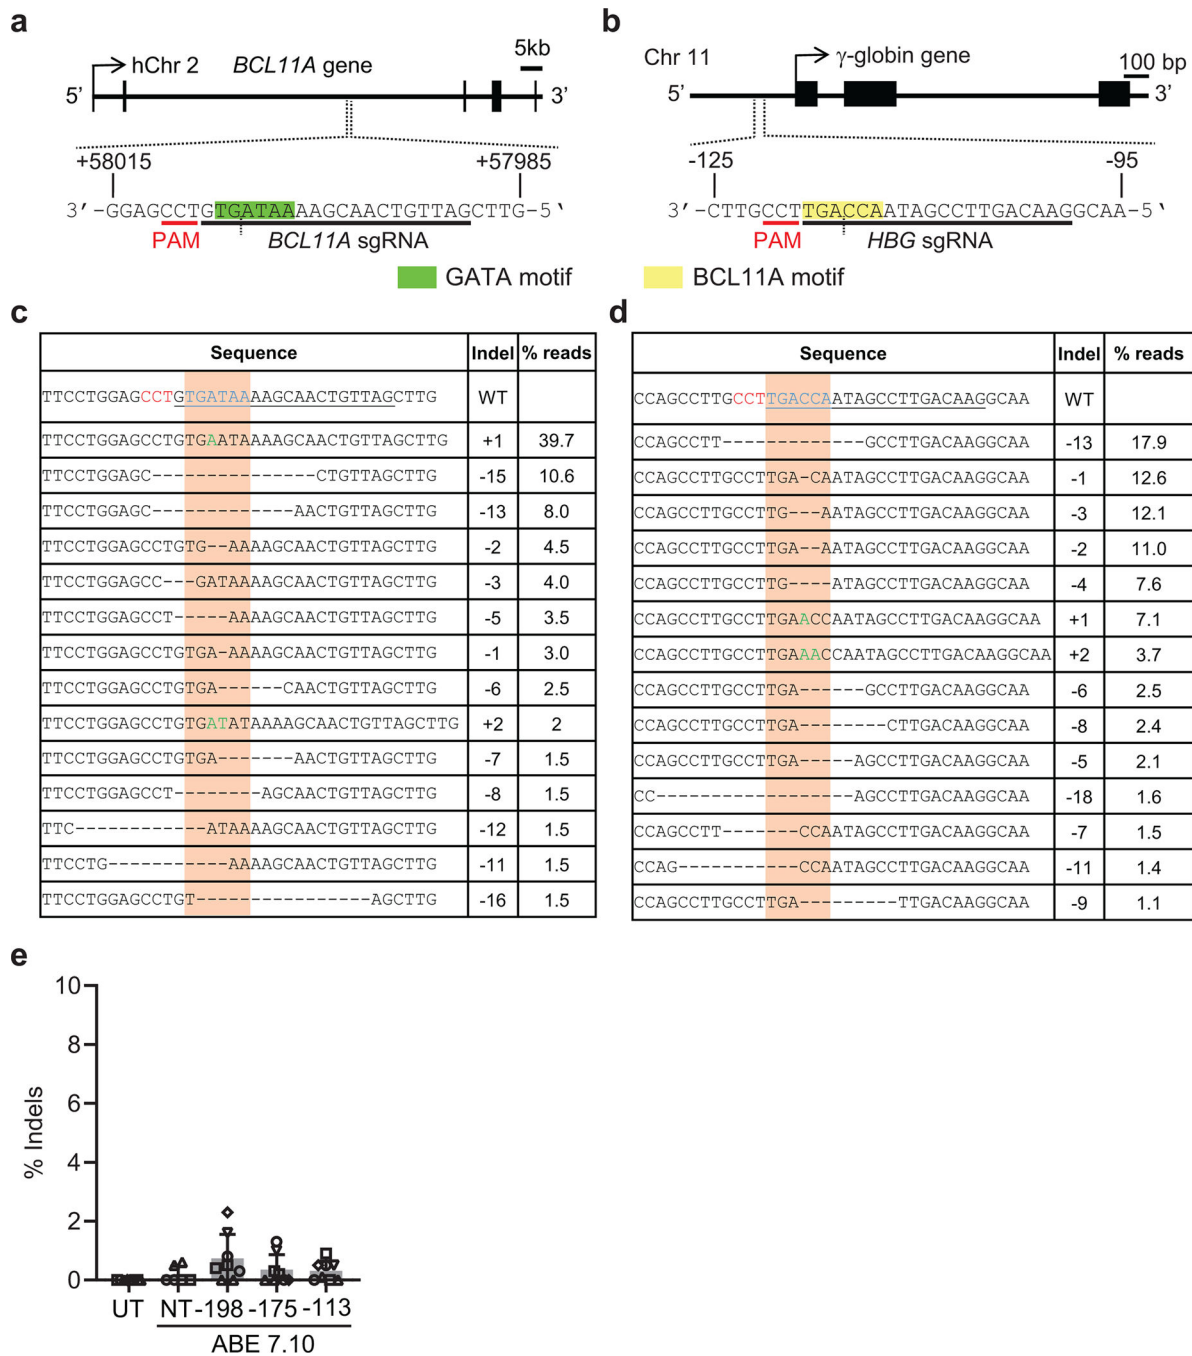 a
hChr 2 BCL11A gene 5kb
5’ 3’
+58015 +57985
3’-GGAGCCTGTGATAAAAGCAACTGTTAGCTTG-5‘
PAM BCL11A sgRNA
b
Chr 11 γ-globin gene 100 bp
5’ 3’
-125 -95
3’-CTTGCCTTGACCAATAGCCTTGACAAGGCAA-5‘
PAM HBG sgRNA
GATA motif BCL11A motif
c
Sequence Indel % reads
TTCCTGGAGCCTGTGATAAAAGCAACTGTTAGCTTG WT
TTCCTGGAGCCTGTGAATAAAAGCAACTGTTAGCTTG +1 39.7
TTCCTGGAGC---------------CTGTTAGCTTG -15 10.6
TTCCTGGAGC-------------AACTGTTAGCTTG -13 8.0
TTCCTGGAGCCTGTG--AAAAGCAACTGTTAGCTTG -2 4.5
TTCCTGGAGCC---GATAAAAGCAACTGTTAGCTTG -3 4.0
TTCCTGGAGCCT-----AAAAGCAACTGTTAGCTTG -5 3.5
TTCCTGGAGCCTGTGA-AAAAGCAACTGTTAGCTTG -1 3.0
TTCCTGGAGCCTGTGA------CAACTGTTAGCTTG -6 2.5
TTCCTGGAGCCTGTGATATAAAAGCAACTGTTAGCTTG +2 2
TTCCTGGAGCCTGTGA-------AACTGTTAGCTTG -7 1.5
TTCCTGGAGCCT--------AGCAACTGTTAGCTTG -8 1.5
TTC------------ATAAAAGCAACTGTTAGCTTG -12 1.5
TTCCTG-----------AAAAGCAACTGTTAGCTTG -11 1.5
TTCCTGGAGCCTGT----------------AGCTTG -16 1.5
d
Sequence Indel % reads
CCAGCCTTGCCTTGACCAATAGCCTTGACAAGGCAA WT
CCAGCCTT-------------GCCTTGACAAGGCAA -13 17.9
CCAGCCTTGCCTTGA-CAATAGCCTTGACAAGGCAA -1 12.6
CCAGCCTTGCCTTG---AATAGCCTTGACAAGGCAA -3 12.1
CCAGCCTTGCCTTGA--AATAGCCTTGACAAGGCAA -2 11.0
CCAGCCTTGCCTTG----ATAGCCTTGACAAGGCAA -4 7.6
CCAGCCTTGCCTTGAACCAATAGCCTTGACAAGGCAA +1 7.1
CCAGCCTTGCCTTGAAACCAATAGCCTTGACAAGGCAA +2 3.7
CCAGCCTTGCCTTGA------GCCTTGACAAGGCAA -6 2.5
CCAGCCTTGCCTTGA--------CTTGACAAGGCAA -8 2.4
CCAGCCTTGCCTTGA-----AGCCTTGACAAGGCAA -5 2.1
CC------------------AGCCTTGACAAGGCAA -18 1.6
CCAGCCTT-------CCAATAGCCTTGACAAGGCAA -7 1.5
CCAG-----------CCAATAGCCTTGACAAGGCAA -11 1.4
CCAGCCTTGCCTTGA---------TTGACAAGGCAA -9 1.1
e
% Indels
10
8
6
4
2
0
UT NT -198 -175 -113
ABE 7.10